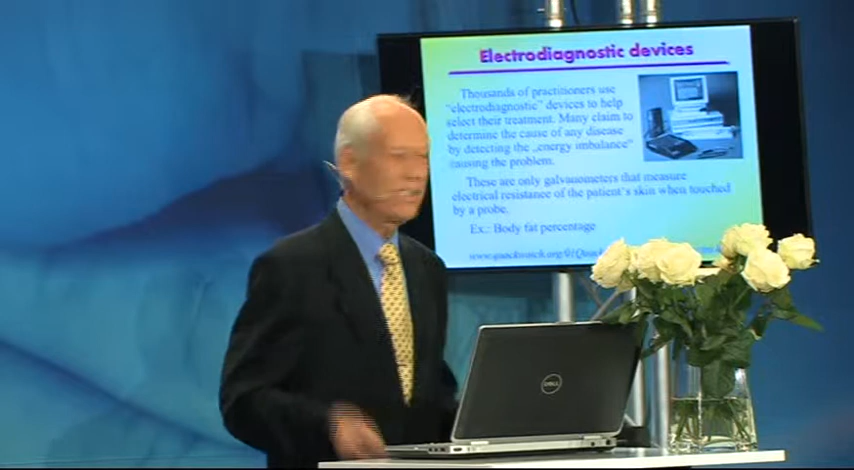 Electrodiagnostic devices
Thousands of practitioners use
"electrodiagnostic" devices to help
select their treatment. Many claim to
determine the cause of any disease
by detecting the „energy imbalance"
causing the problem.
These are only galvanometers that measure
electrical resistance of the patient's skin when touched
by a probe.
Ex.: Body fat percentage
DELL